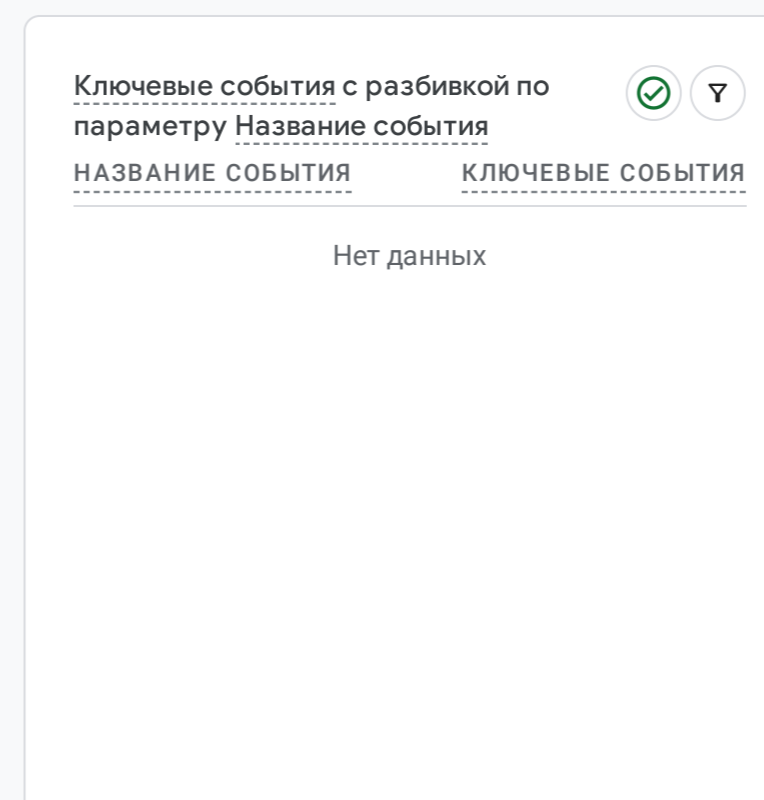 Ключевые события с разбивкой по
параметру Название события
НАЗВАНИЕ СОБЫТИЯ КЛЮЧЕВЫЕ СОБЫТИЯ
Нет данных